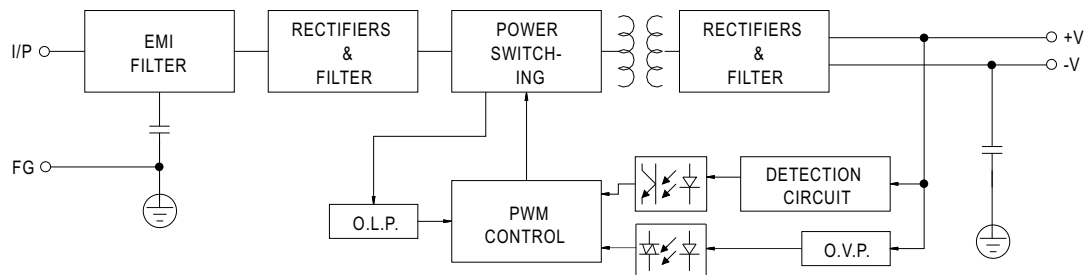 I/P
EMI
FILTER
RECTIFIERS
&
FILTER
POWER
SWITCH-
ING
RECTIFIERS
&
FILTER
+V
-V
FG
O.L.P.
PWM
CONTROL
DETECTION
CIRCUIT
O.V.P.